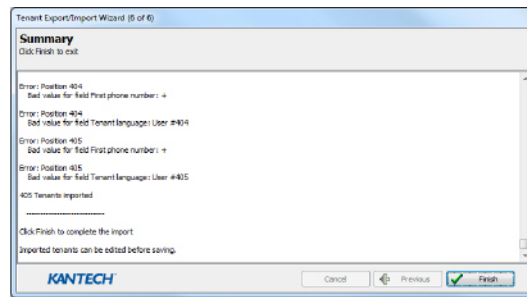 Tenant Export/Import Wizard (6 of 6)
Summary
Click Finish to exit
Error: Position 404
Bad value for field First phone number: +
Error: Position 404
Bad value for field Tenant language: User #404
Error: Position 405
Bad value for field First phone number: +
Error: Position 405
Bad value for field Tenant language: User #405
405 Tenants imported
----------------------------
Click Finish to complete the import
Imported tenants can be edited before saving.
KANTECH
Cancel
Previous
Finish